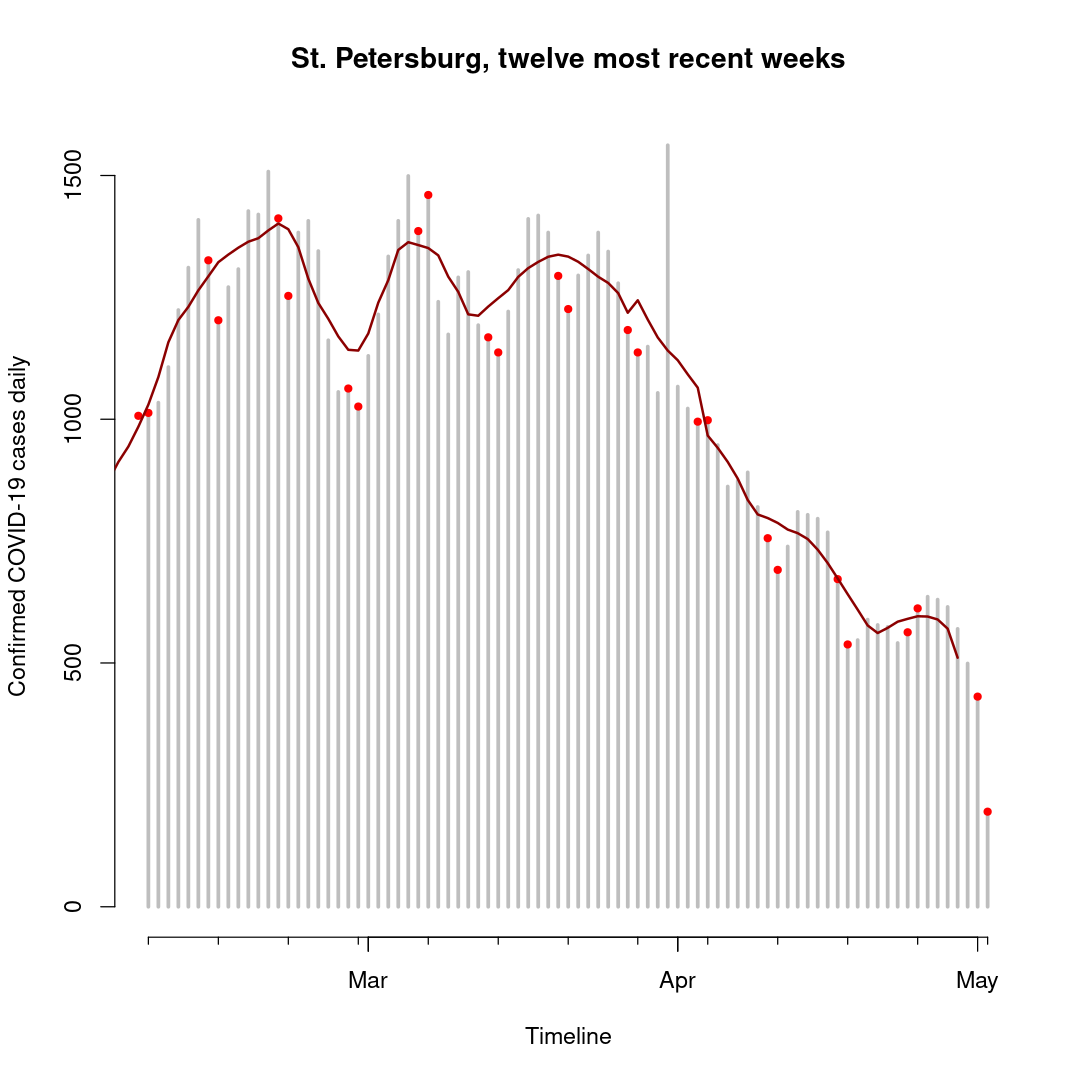 St. Petersburg, twelve most recent weeks
Confirmed COVID-19 cases daily
1500
1000
500
0
Mar
Apr
May
Timeline